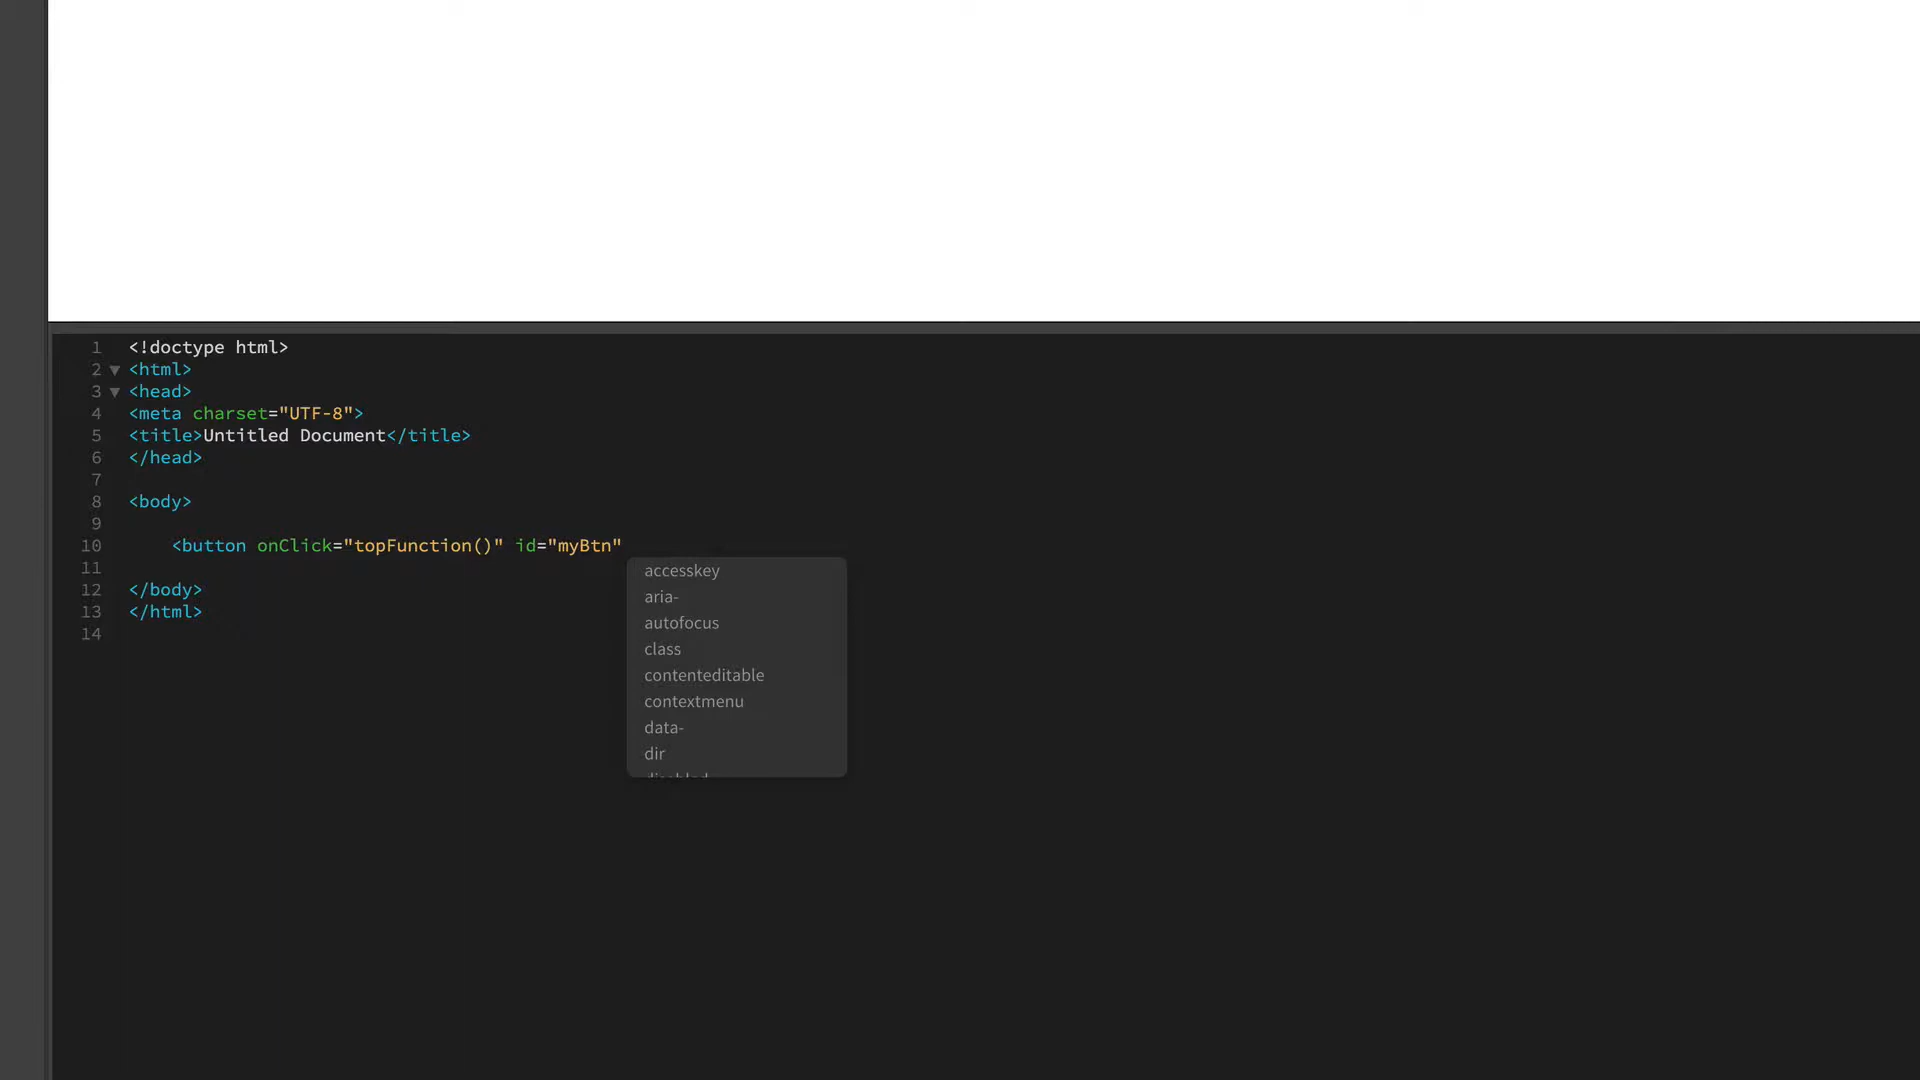 1 <!doctype html>
2 <html>
3 <head>
4 <meta charset="UTF-8">
5 <title>Untitled Document</title>
6 </head>
7
8 <body>
9
10 <button onClick="topFunction()" id="myBtn"
11
12 </body>
13 </html>
14
accesskey
aria-
autofocus
class
contenteditable
contextmenu
data-
dir